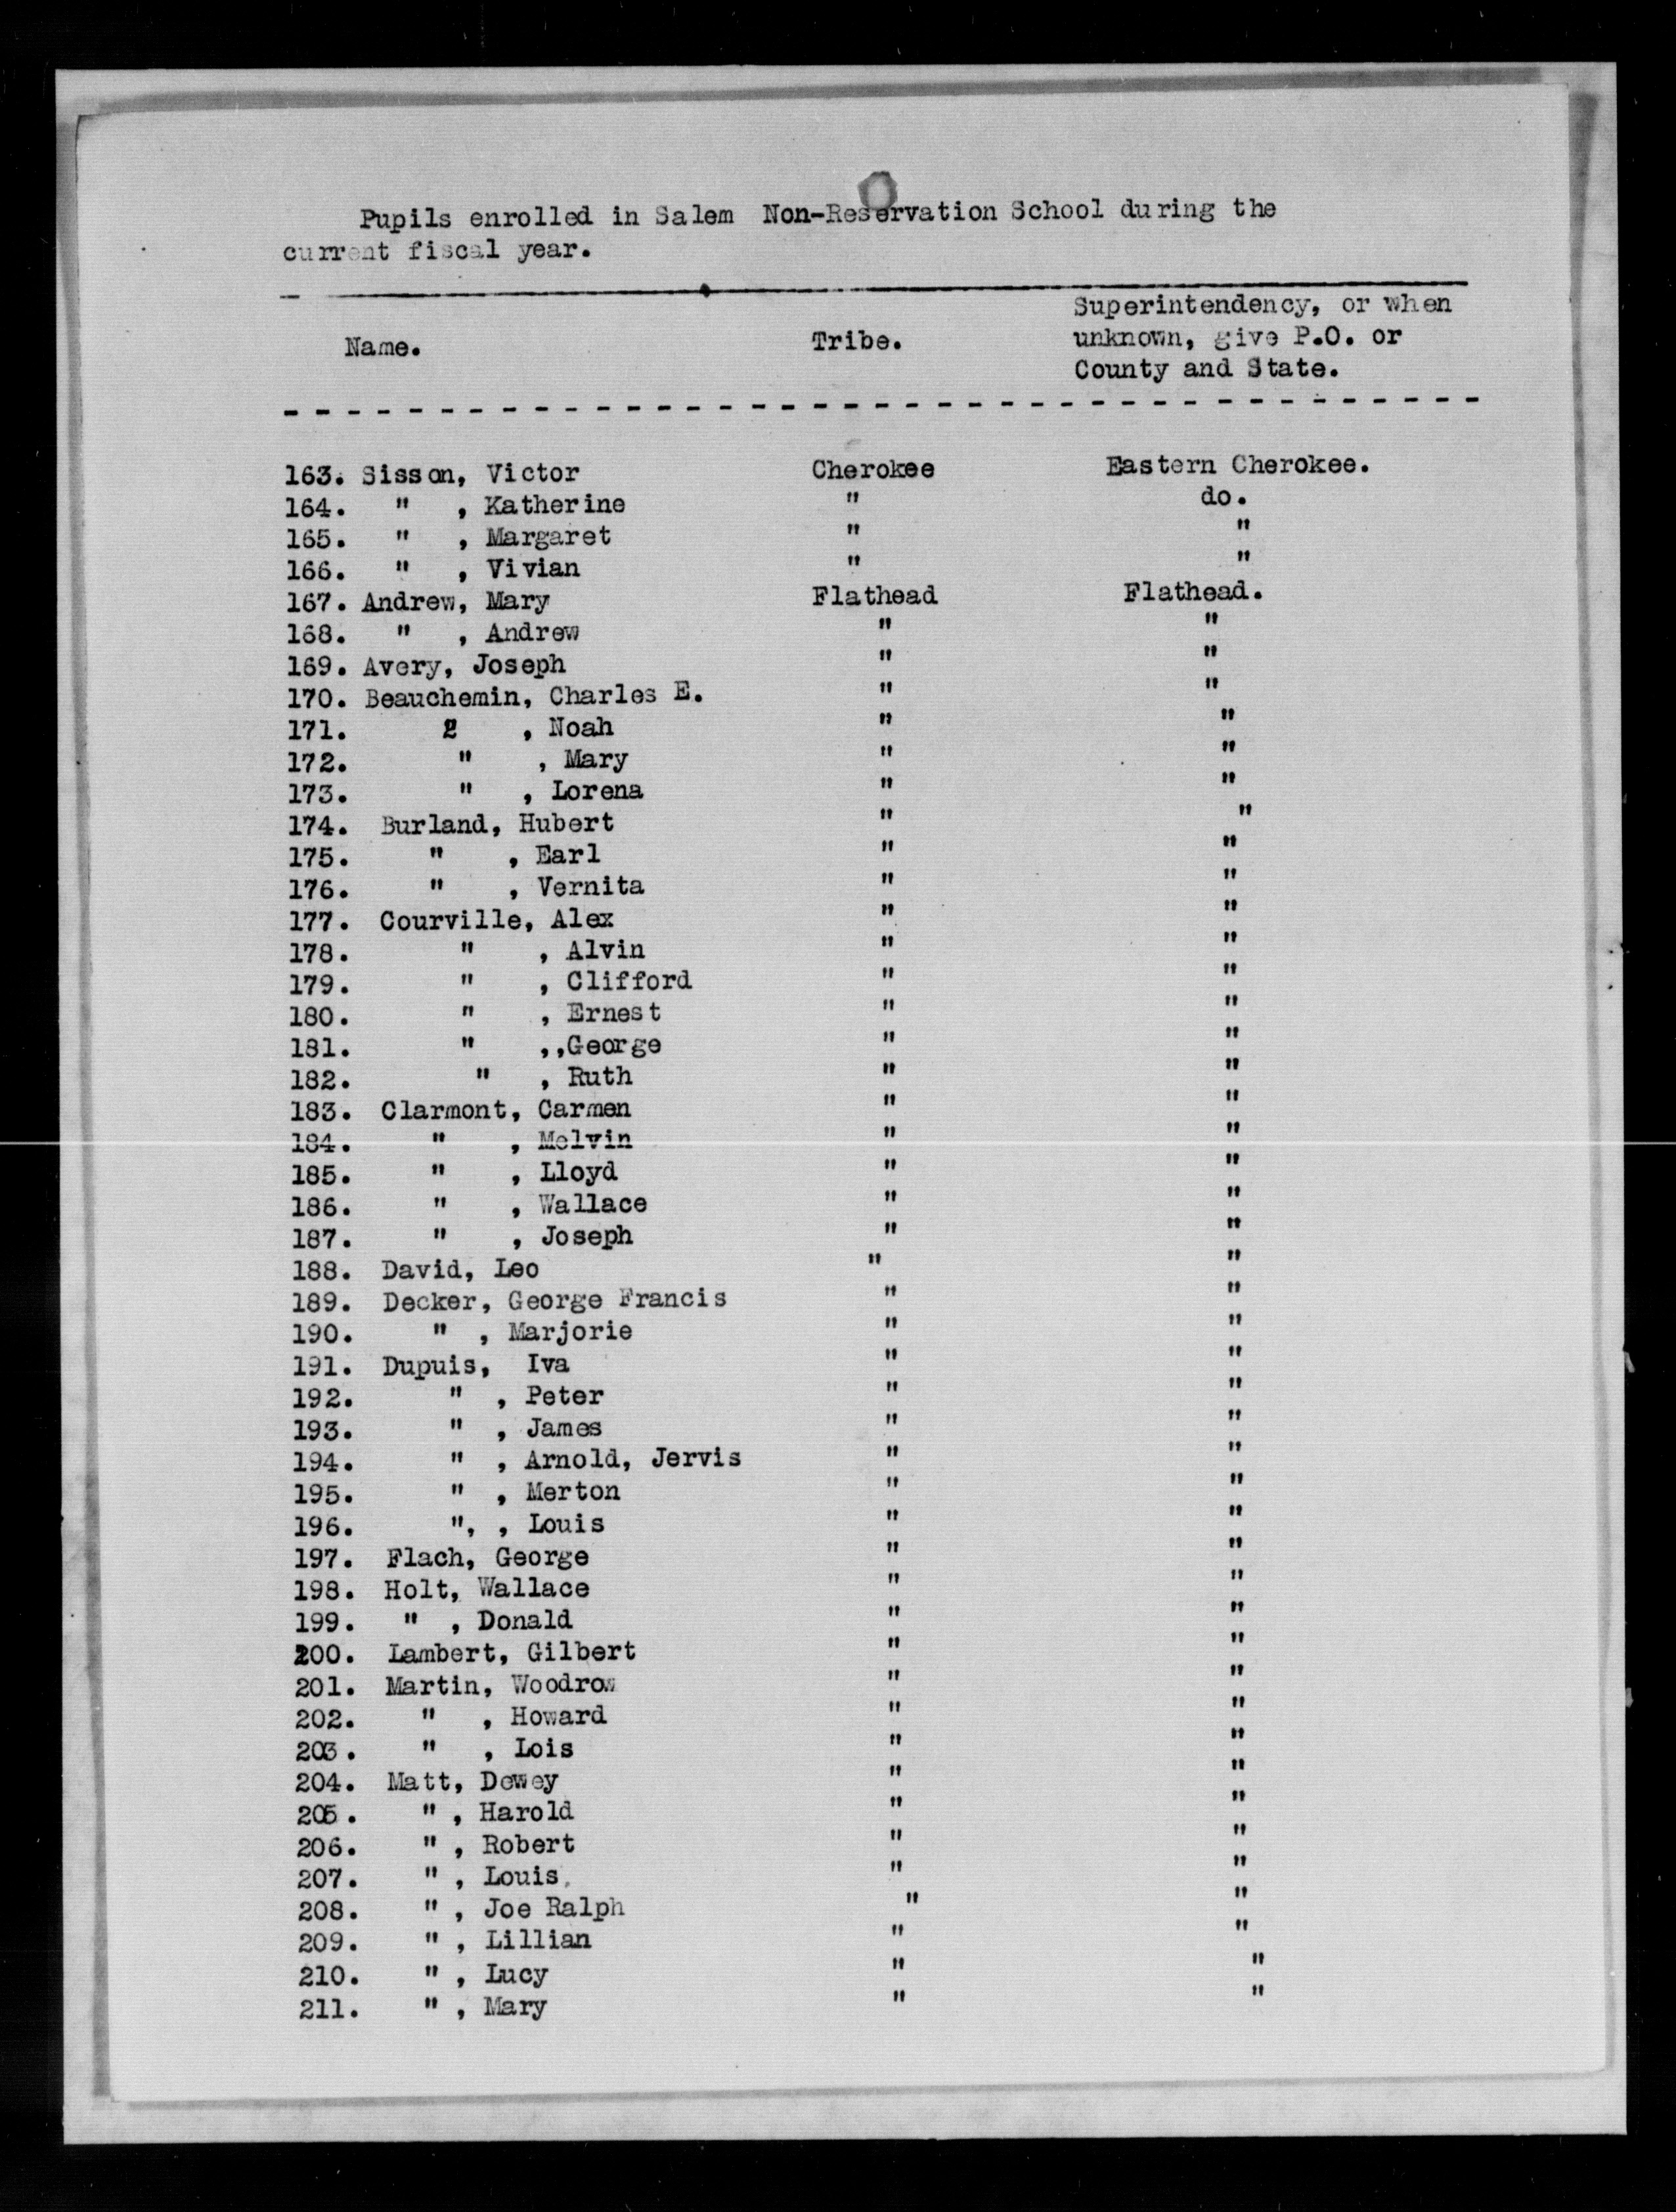 Pupils enrolled in Salem Non-Reservation School during the
current fiscal year.
Name. Tribe. Superintendency, or when
unknown, give P.O. or
County and State.
163. Sisson, Victor Cherokee Eastern Cherokee.
164. " , Katherine " do.
165. " , Margaret " "
166. " , Vivian " "
167. Andrew, Mary Flathead Flathead.
168. " , Andrew " "
169. Avery, Joseph " "
170. Beauchemin, Charles E. " "
171. 2 , Noah " "
172. " , Mary " "
173. " , Lorena " "
174. Burland, Hubert " "
175. " , Earl " "
176. " , Vernita " "
177. Courville, Alex " "
178. " , Alvin " "
179. " , Clifford " "
180. " , Ernest " "
181. " ,,George " "
182. " , Ruth " "
183. Clarmont, Carmen " "
184. " , Melvin " "
185. " , Lloyd " "
186. " , Wallace " "
187. " , Joseph " "
188. David, Leo " "
189. Decker, George Francis " "
190. " , Marjorie " "
191. Dupuis, Iva " "
192. " , Peter " "
193. " , James " "
194. " , Arnold, Jervis " "
195. " , Merton " "
196. ", , Louis " "
197. Flach, George " "
198. Holt, Wallace " "
199. " , Donald " "
200. Lambert, Gilbert " "
201. Martin, Woodrow " "
202. " , Howard " "
203. " , Lois " "
204. Matt, Dewey " "
205. " , Harold " "
206. " , Robert " "
207. " , Louis. " "
208. " , Joe Ralph " "
209. " , Lillian " "
210. " , Lucy " "
211. " , Mary " "